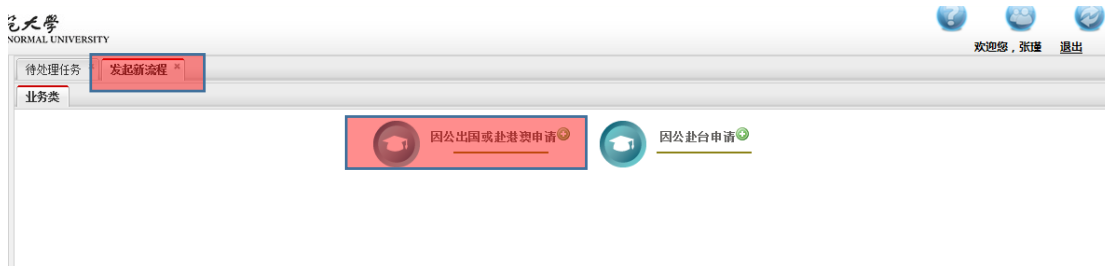 大學
NORMAL UNIVERSITY
欢迎您，张瑾 退出
待处理任务 发起新流程
业务类
因公出国或赴港澳申请 因公赴台申请